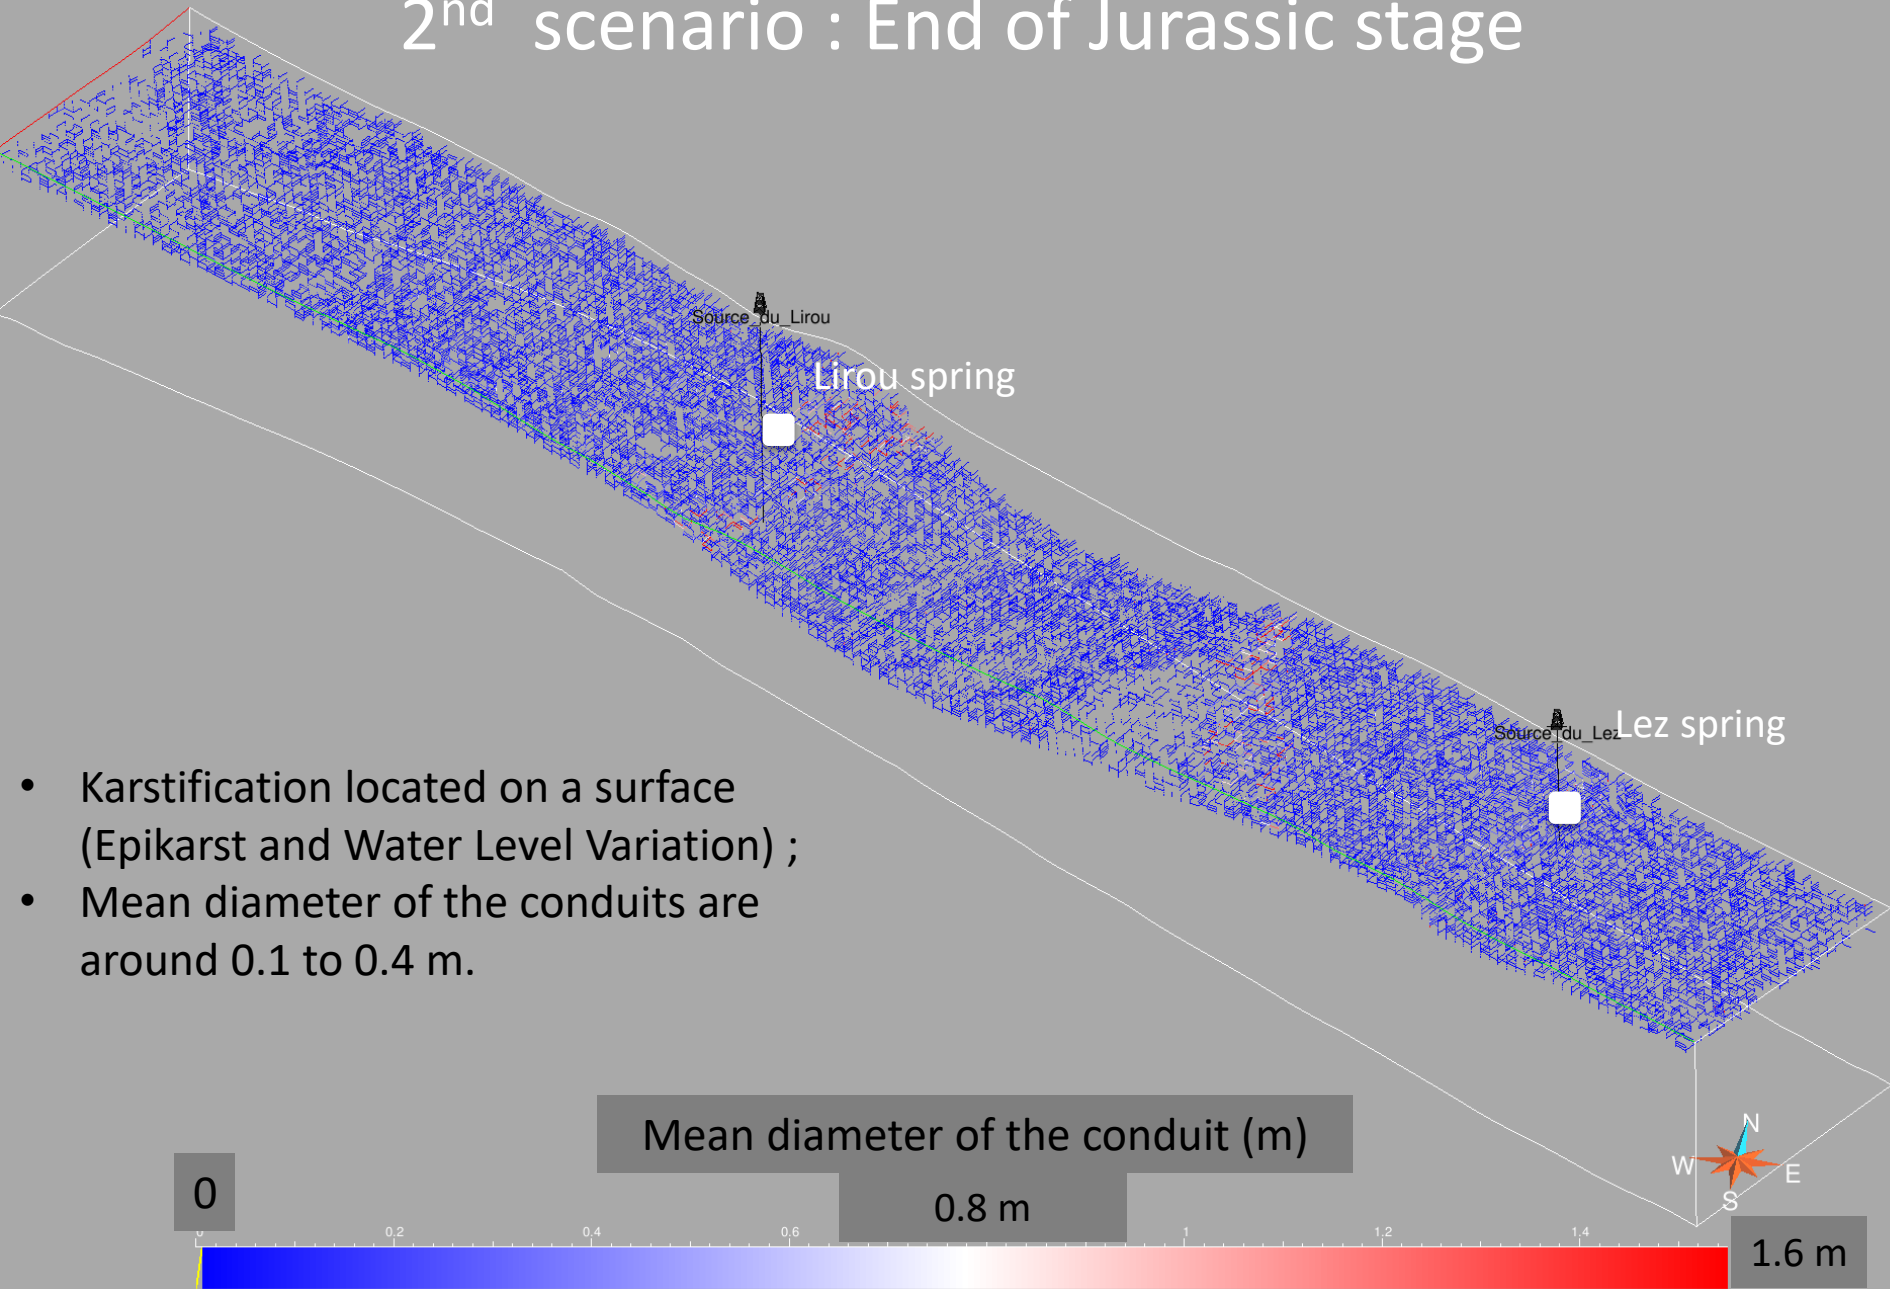 2nd scenario : End of Jurassic stage
Source_du_Lirou
Lirou spring
Source_du_Lez
Lez spring
• Karstification located on a surface
(Epikarst and Water Level Variation) ;
• Mean diameter of the conduits are
around 0.1 to 0.4 m.
N
W
E
S
Mean diameter of the conduit (m)
0
0.8 m
1.6 m
0 0.2 0.4 0.6 1 1.2 1.4